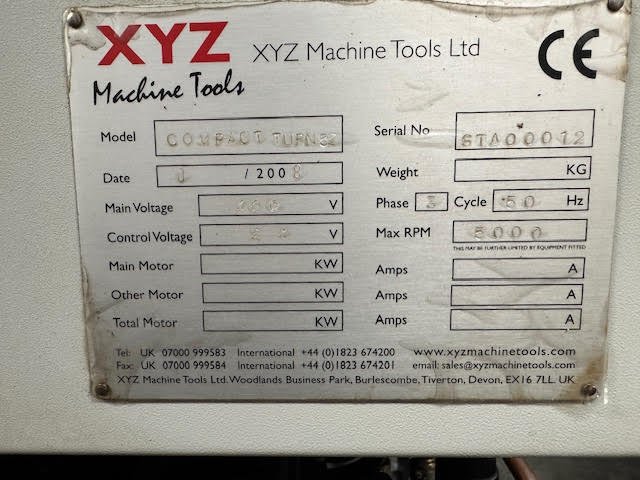 XYZ
Machine Tools
XYZ Machine Tools Ltd
CE
Model COMPACT TURN 52
Serial No STA00012
Date 1 / 2008
Weight KG
Main Voltage V
Phase 3 Cycle 50 Hz
Control Voltage V
Max RPM 5000
THIS MAY BE FURTHER LIMITED BY EQUIPMENT FITTED
Main Motor KW
Amps A
Other Motor KW
Amps A
Total Motor KW
Amps A
Tel: UK 07000 999583 International +44 (0)1823 674200 www.xyzmachinetools.com
Fax: UK 07000 999584 International +44 (0)1823 674201 email: sales@xyzmachinetools.com
XYZ Machine Tools Ltd. Woodlands Business Park, Burlescombe, Tiverton, Devon, EX16 7LL. UK